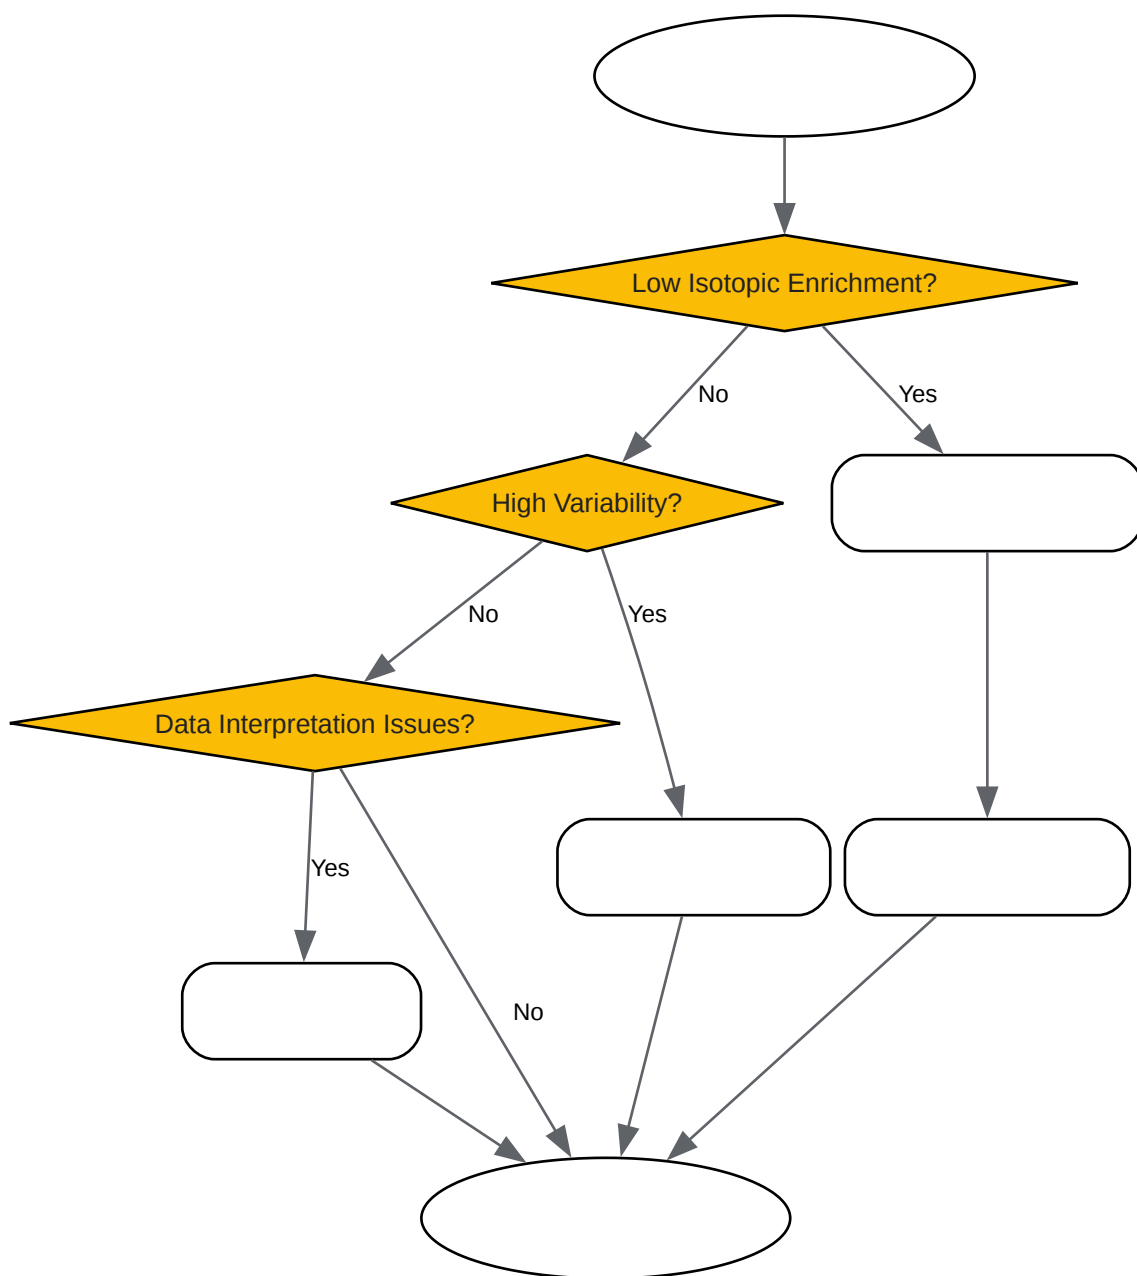 Low Isotopic Enrichment?
No
Yes
High Variability?
No
Yes
Data Interpretation Issues?
Yes
No